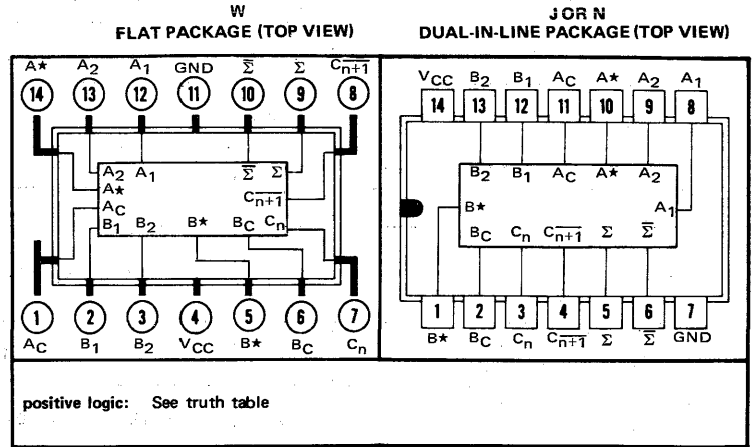 W
FLAT PACKAGE (TOP VIEW)
A★ A2 A1 GND Σ̅ Σ Cn+1̅
14 13 12 11 10 9 8
A2 A1 Σ̅ Σ
A★
Cn+1̅
AC
B1 B2 B★ BC Cn
1 2 3 4 5 6 7
AC B1 B2 VCC B★ BC Cn
J OR N
DUAL-IN-LINE PACKAGE (TOP VIEW)
VCC B2 B1 AC A★ A2 A1
14 13 12 11 10 9 8
B2 B1 AC A★ A2
B★ A1
BC Cn Cn+1̅ Σ Σ̅
1 2 3 4 5 6 7
B★ BC Cn Cn+1̅ Σ Σ̅ GND
positive logic: See truth table